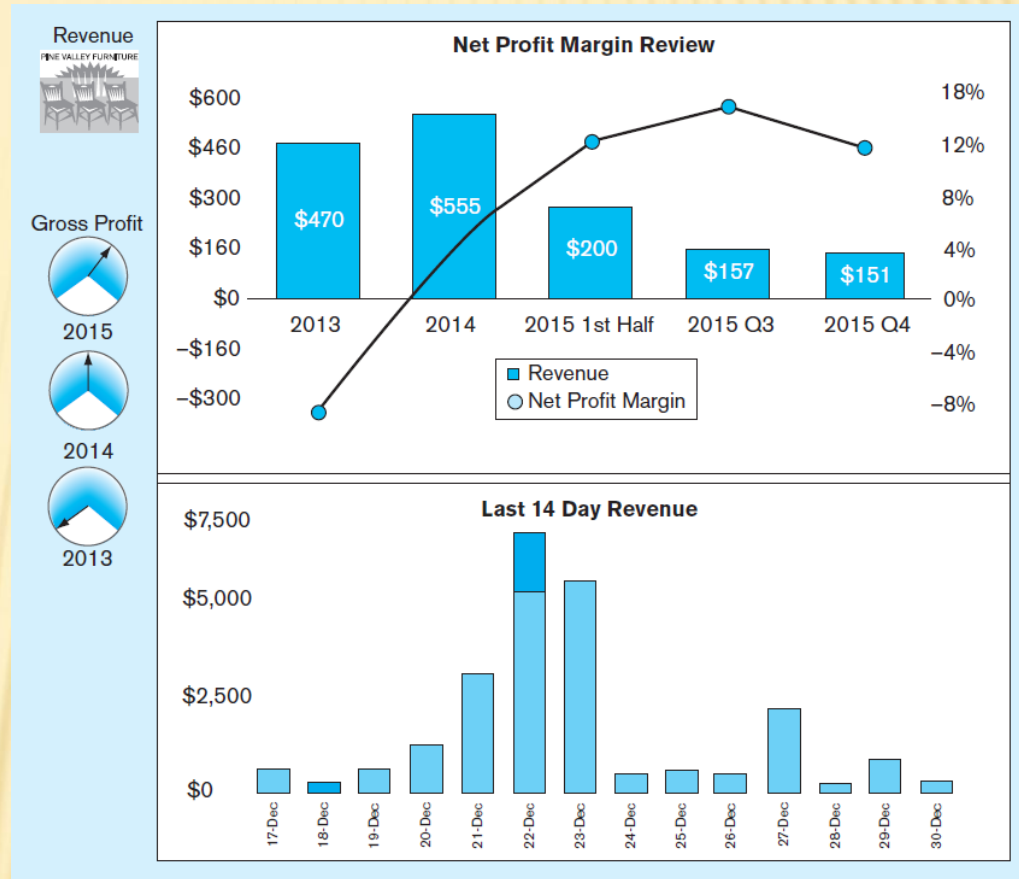 Revenue
PINE VALLEY FURNITURE
Gross Profit
2015
2014
2013
Net Profit Margin Review
$600
$460
$300
$160
$0
–$160
–$300
18%
12%
8%
4%
0%
–4%
–8%
$470
$555
$200
$157
$151
2013 2014 2015 1st Half 2015 Q3 2015 Q4
Revenue
Net Profit Margin
Last 14 Day Revenue
$7,500
$5,000
$2,500
$0
17-Dec
18-Dec
19-Dec
20-Dec
21-Dec
22-Dec
23-Dec
24-Dec
25-Dec
26-Dec
27-Dec
28-Dec
29-Dec
30-Dec